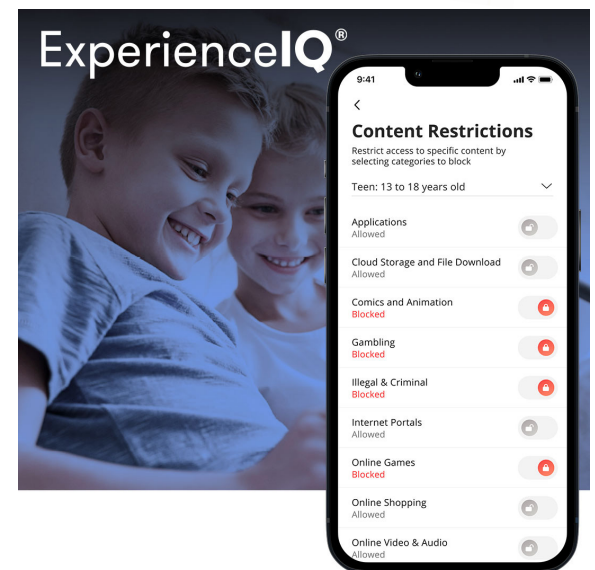 ExperienceIQ®
9:41
Content Restrictions
Restrict access to specific content by
selecting categories to block
Teen: 13 to 18 years old
Applications
Allowed
Cloud Storage and File Download
Allowed
Comics and Animation
Blocked
Gambling
Blocked
Illegal & Criminal
Blocked
Internet Portals
Allowed
Online Games
Blocked
Online Shopping
Allowed
Online Video & Audio
Allowed